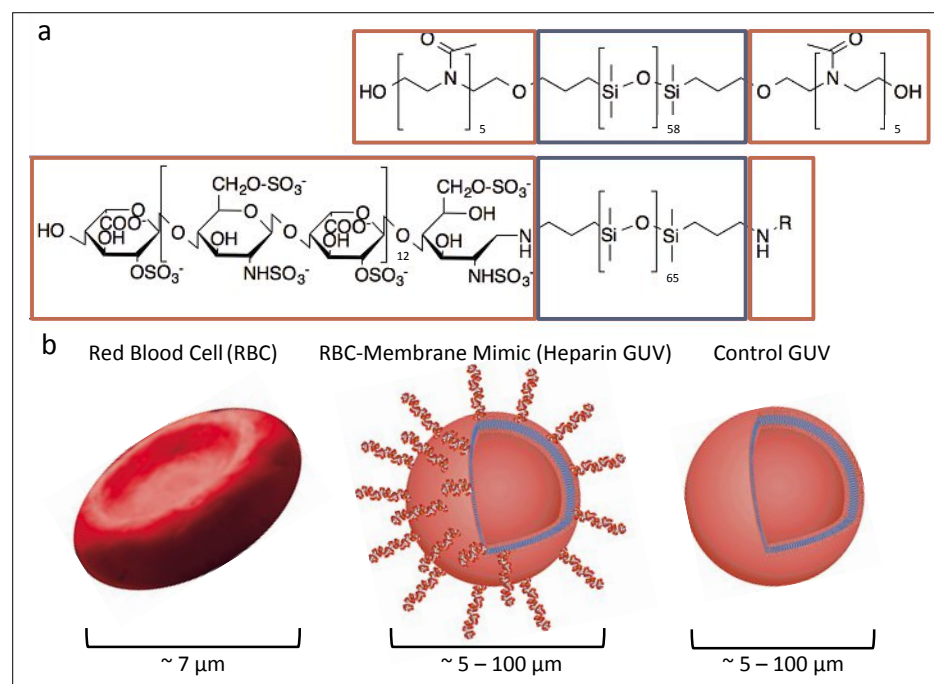 a
O
HO
N
O
Si
O
Si
O
N
O
OH
5
58
5
CH₂O-SO₃⁻
CH₂O-SO₃⁻
HO
COO⁻
OH
O
OSO₃⁻
O
O
OH
NHSO₃⁻
O
O
COO⁻
OH
OSO₃⁻
12
O
OH
OH
NHSO₃⁻
N
H
Si
O
Si
65
N
H
R
b
Red Blood Cell (RBC) RBC-Membrane Mimic (Heparin GUV) Control GUV
~ 7 µm ~ 5 – 100 µm ~ 5 – 100 µm